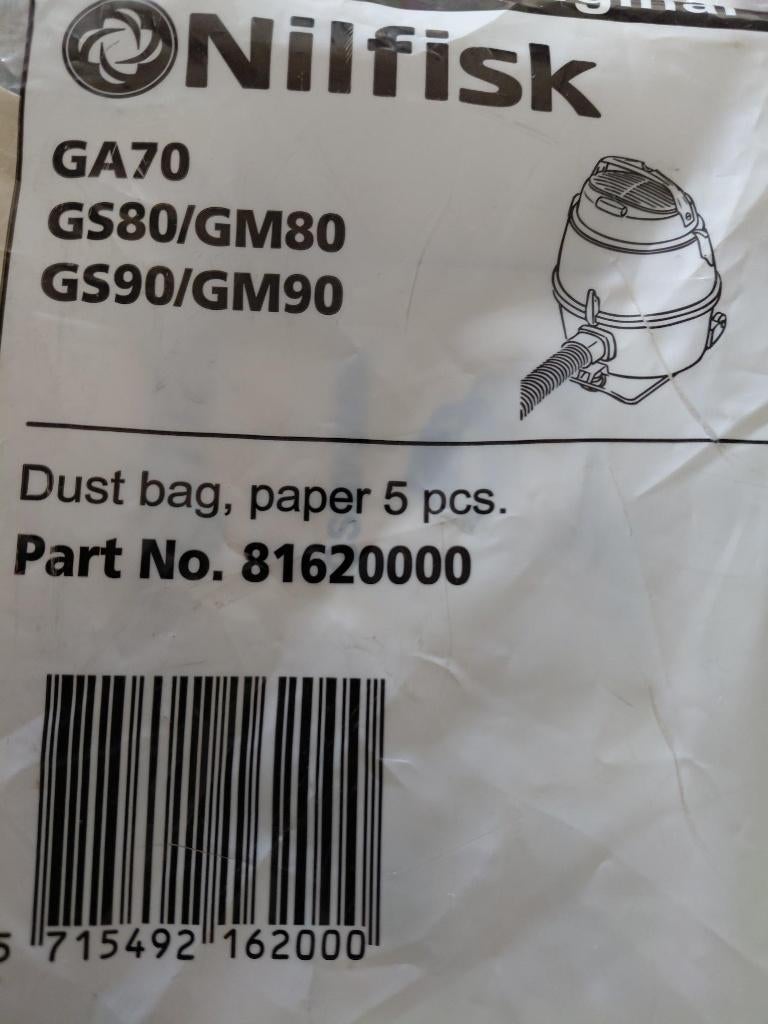 Nilfisk
GA70
GS80/GM80
GS90/GM90
Dust bag, paper 5 pcs.
Part No. 81620000
5 715492 162000